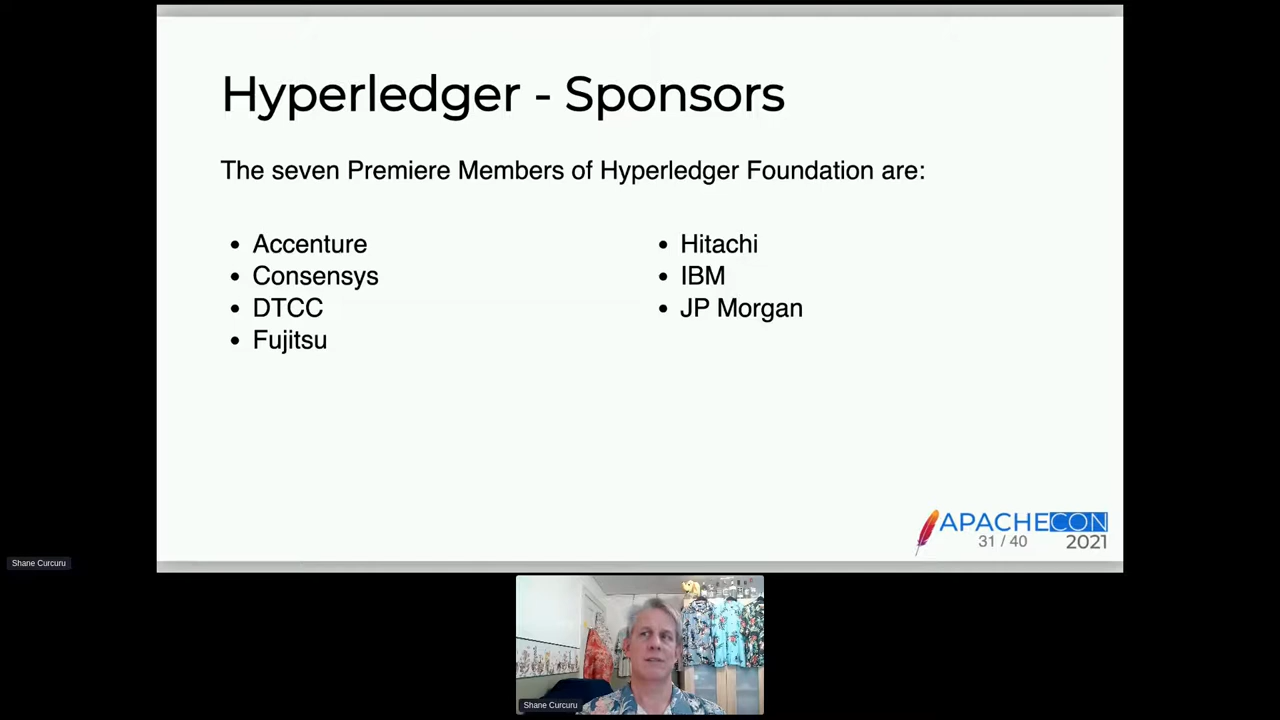 Hyperledger - Sponsors
The seven Premiere Members of Hyperledger Foundation are:
• Accenture
• Consensys
• DTCC
• Fujitsu
• Hitachi
• IBM
• JP Morgan
APACHECON
31 / 40
2021
Shane Curcuru
Shane Curcuru